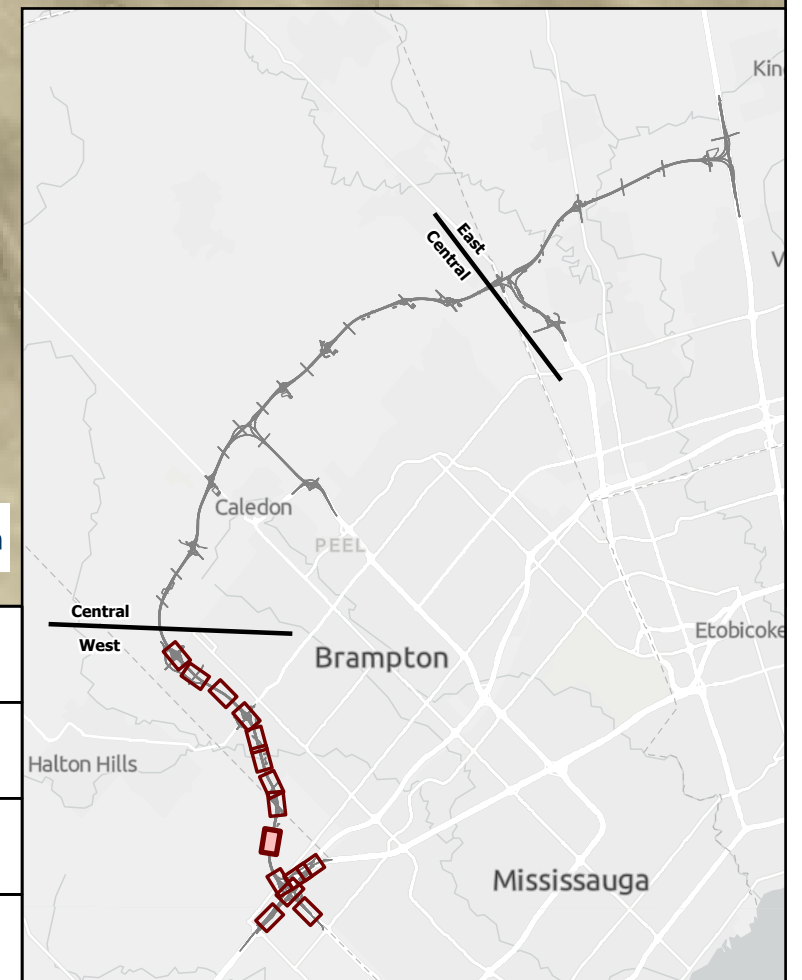 Kin
East
Central
V
Caledon
PEEL
Central
West
Etobicoke
Brampton
Halton Hills
Mississauga